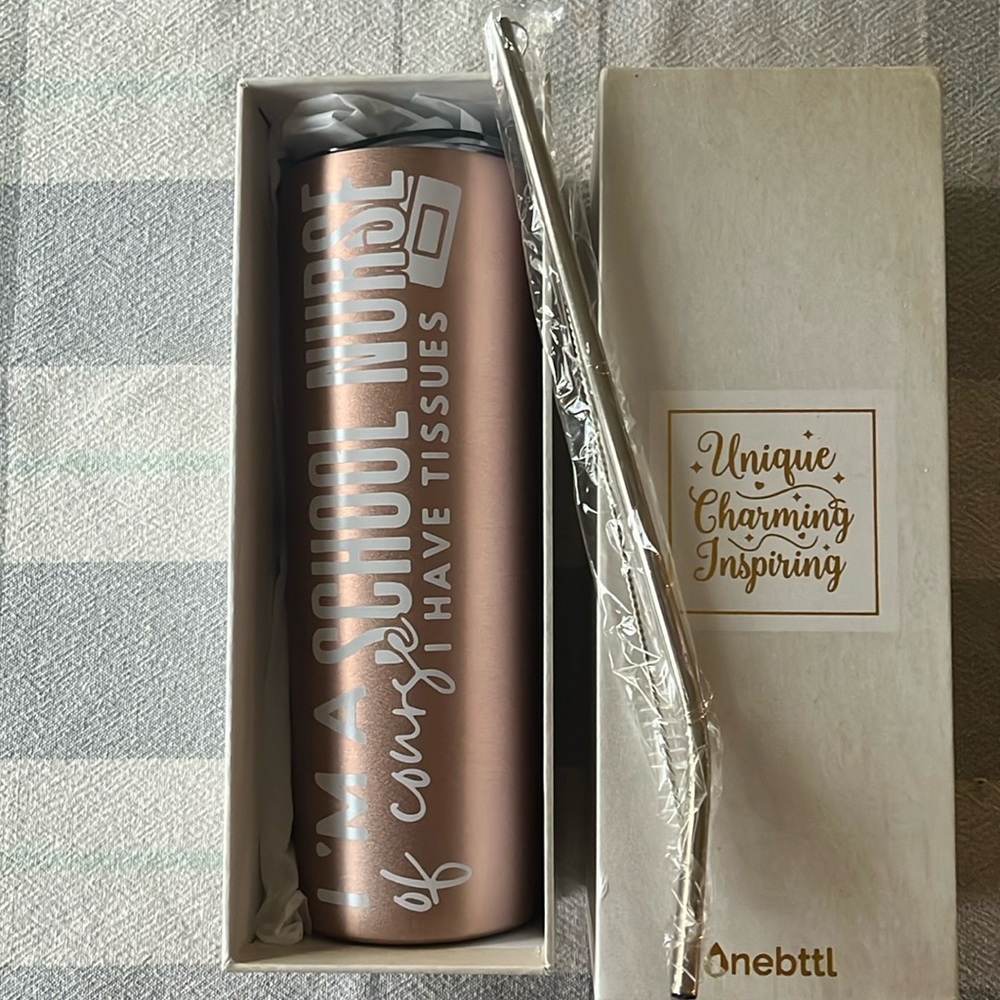 I'M A SCHOOL NURSE
of course I HAVE TISSUES
Unique
Charming
Inspiring
Onebttl